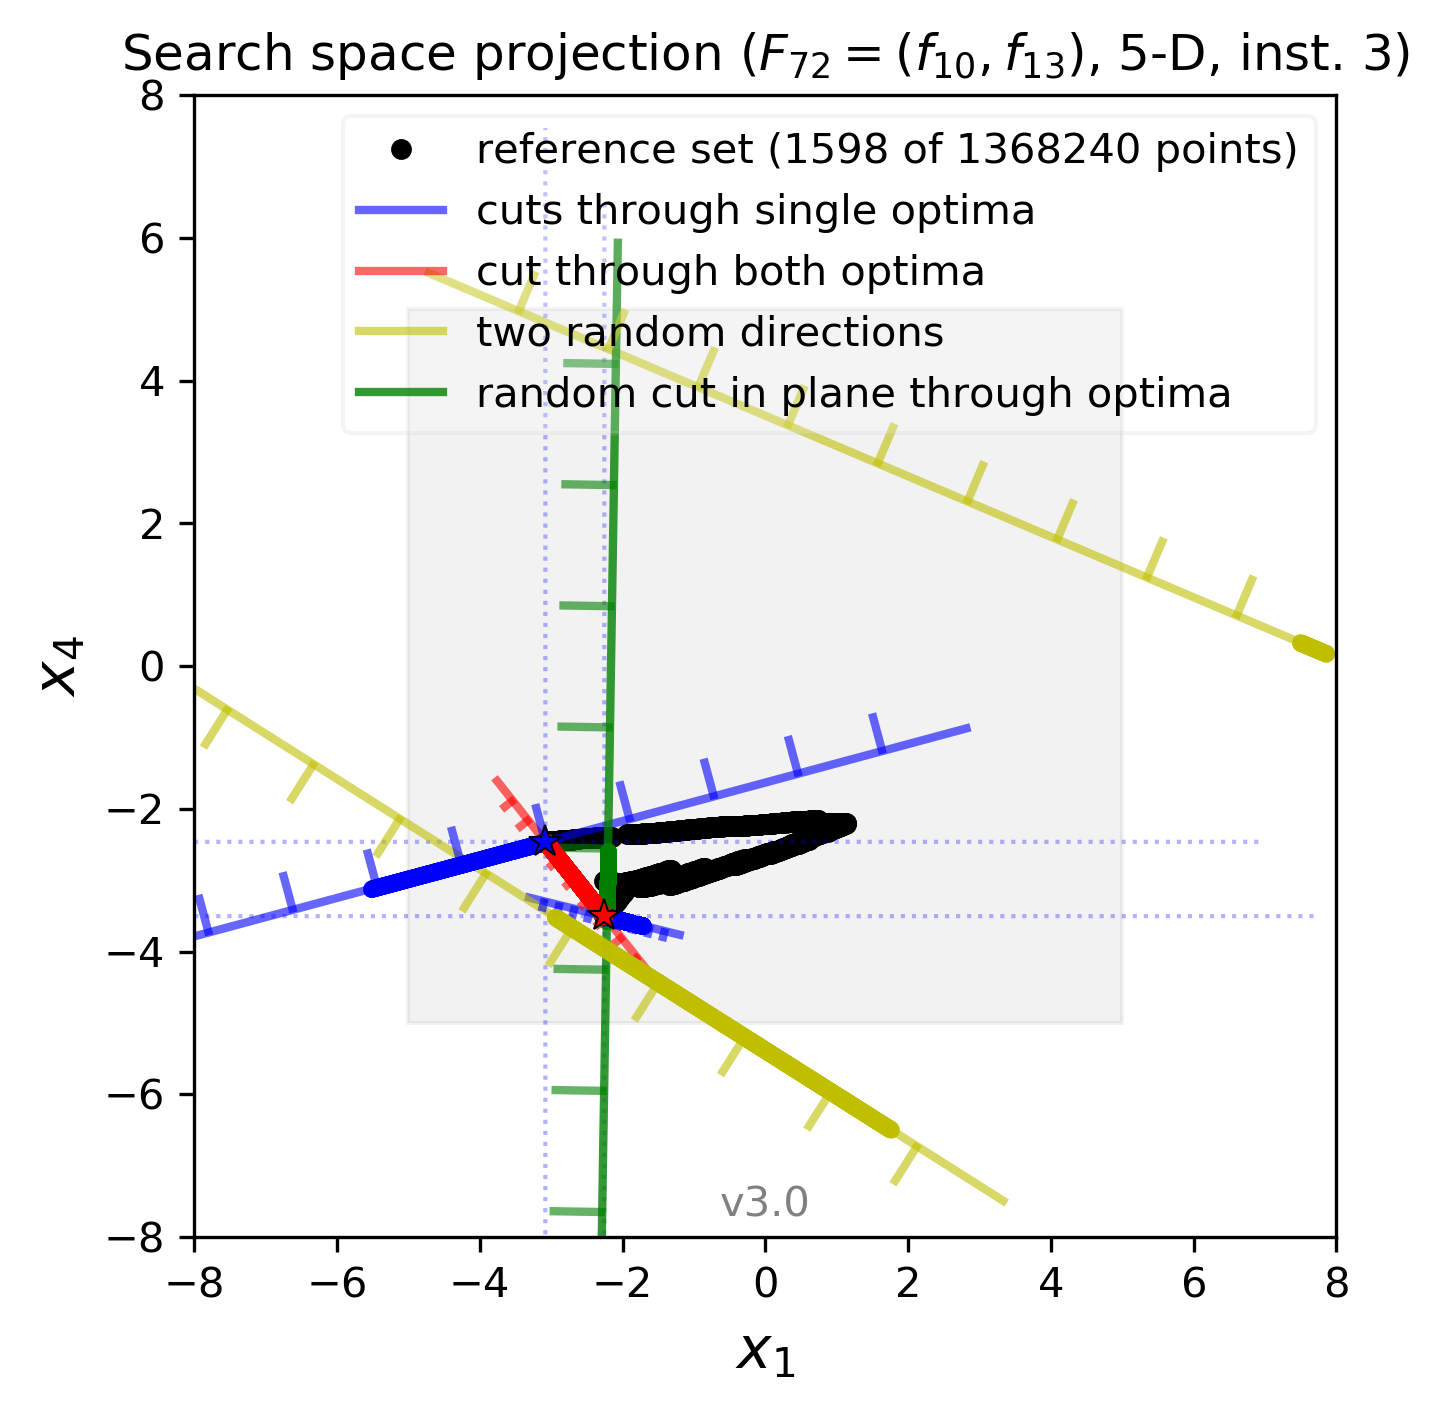 Search space projection (F₇₂ = (f₁₀, f₁₃), 5-D, inst. 3)
reference set (1598 of 1368240 points)
cuts through single optima
cut through both optima
two random directions
random cut in plane through optima
8
6
4
2
0
−2
−4
−6
−8
x₄
v3.0
−8 −6 −4 −2 0 2 4 6 8
x₁